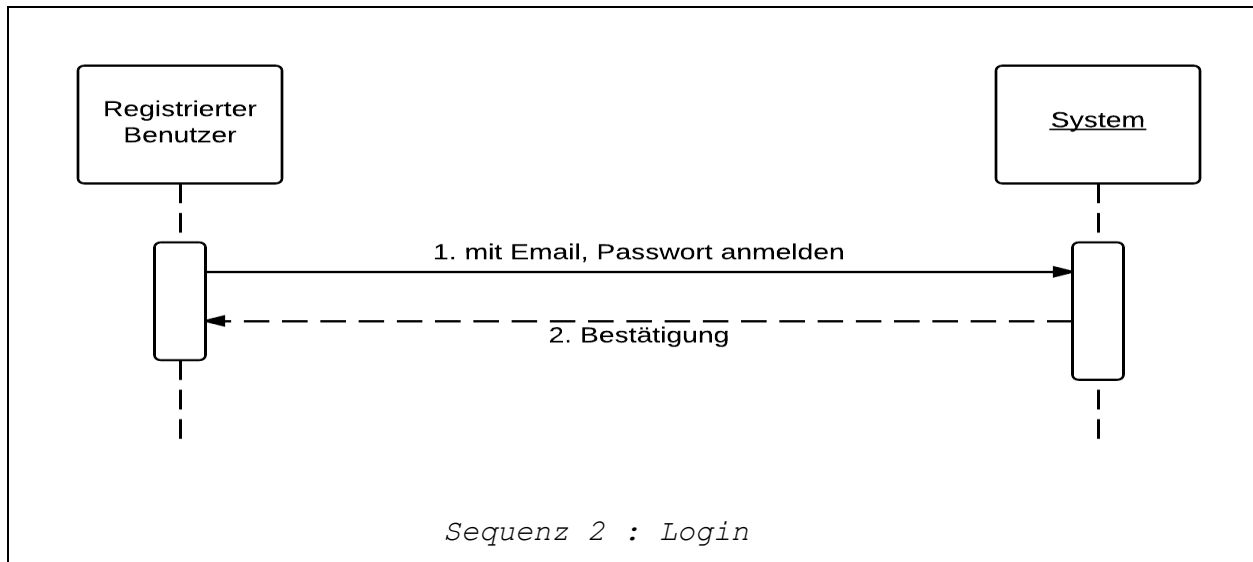 Registrierter
Benutzer
System
1. mit Email, Passwort anmelden
2. Bestätigung
Sequenz 2 : Login